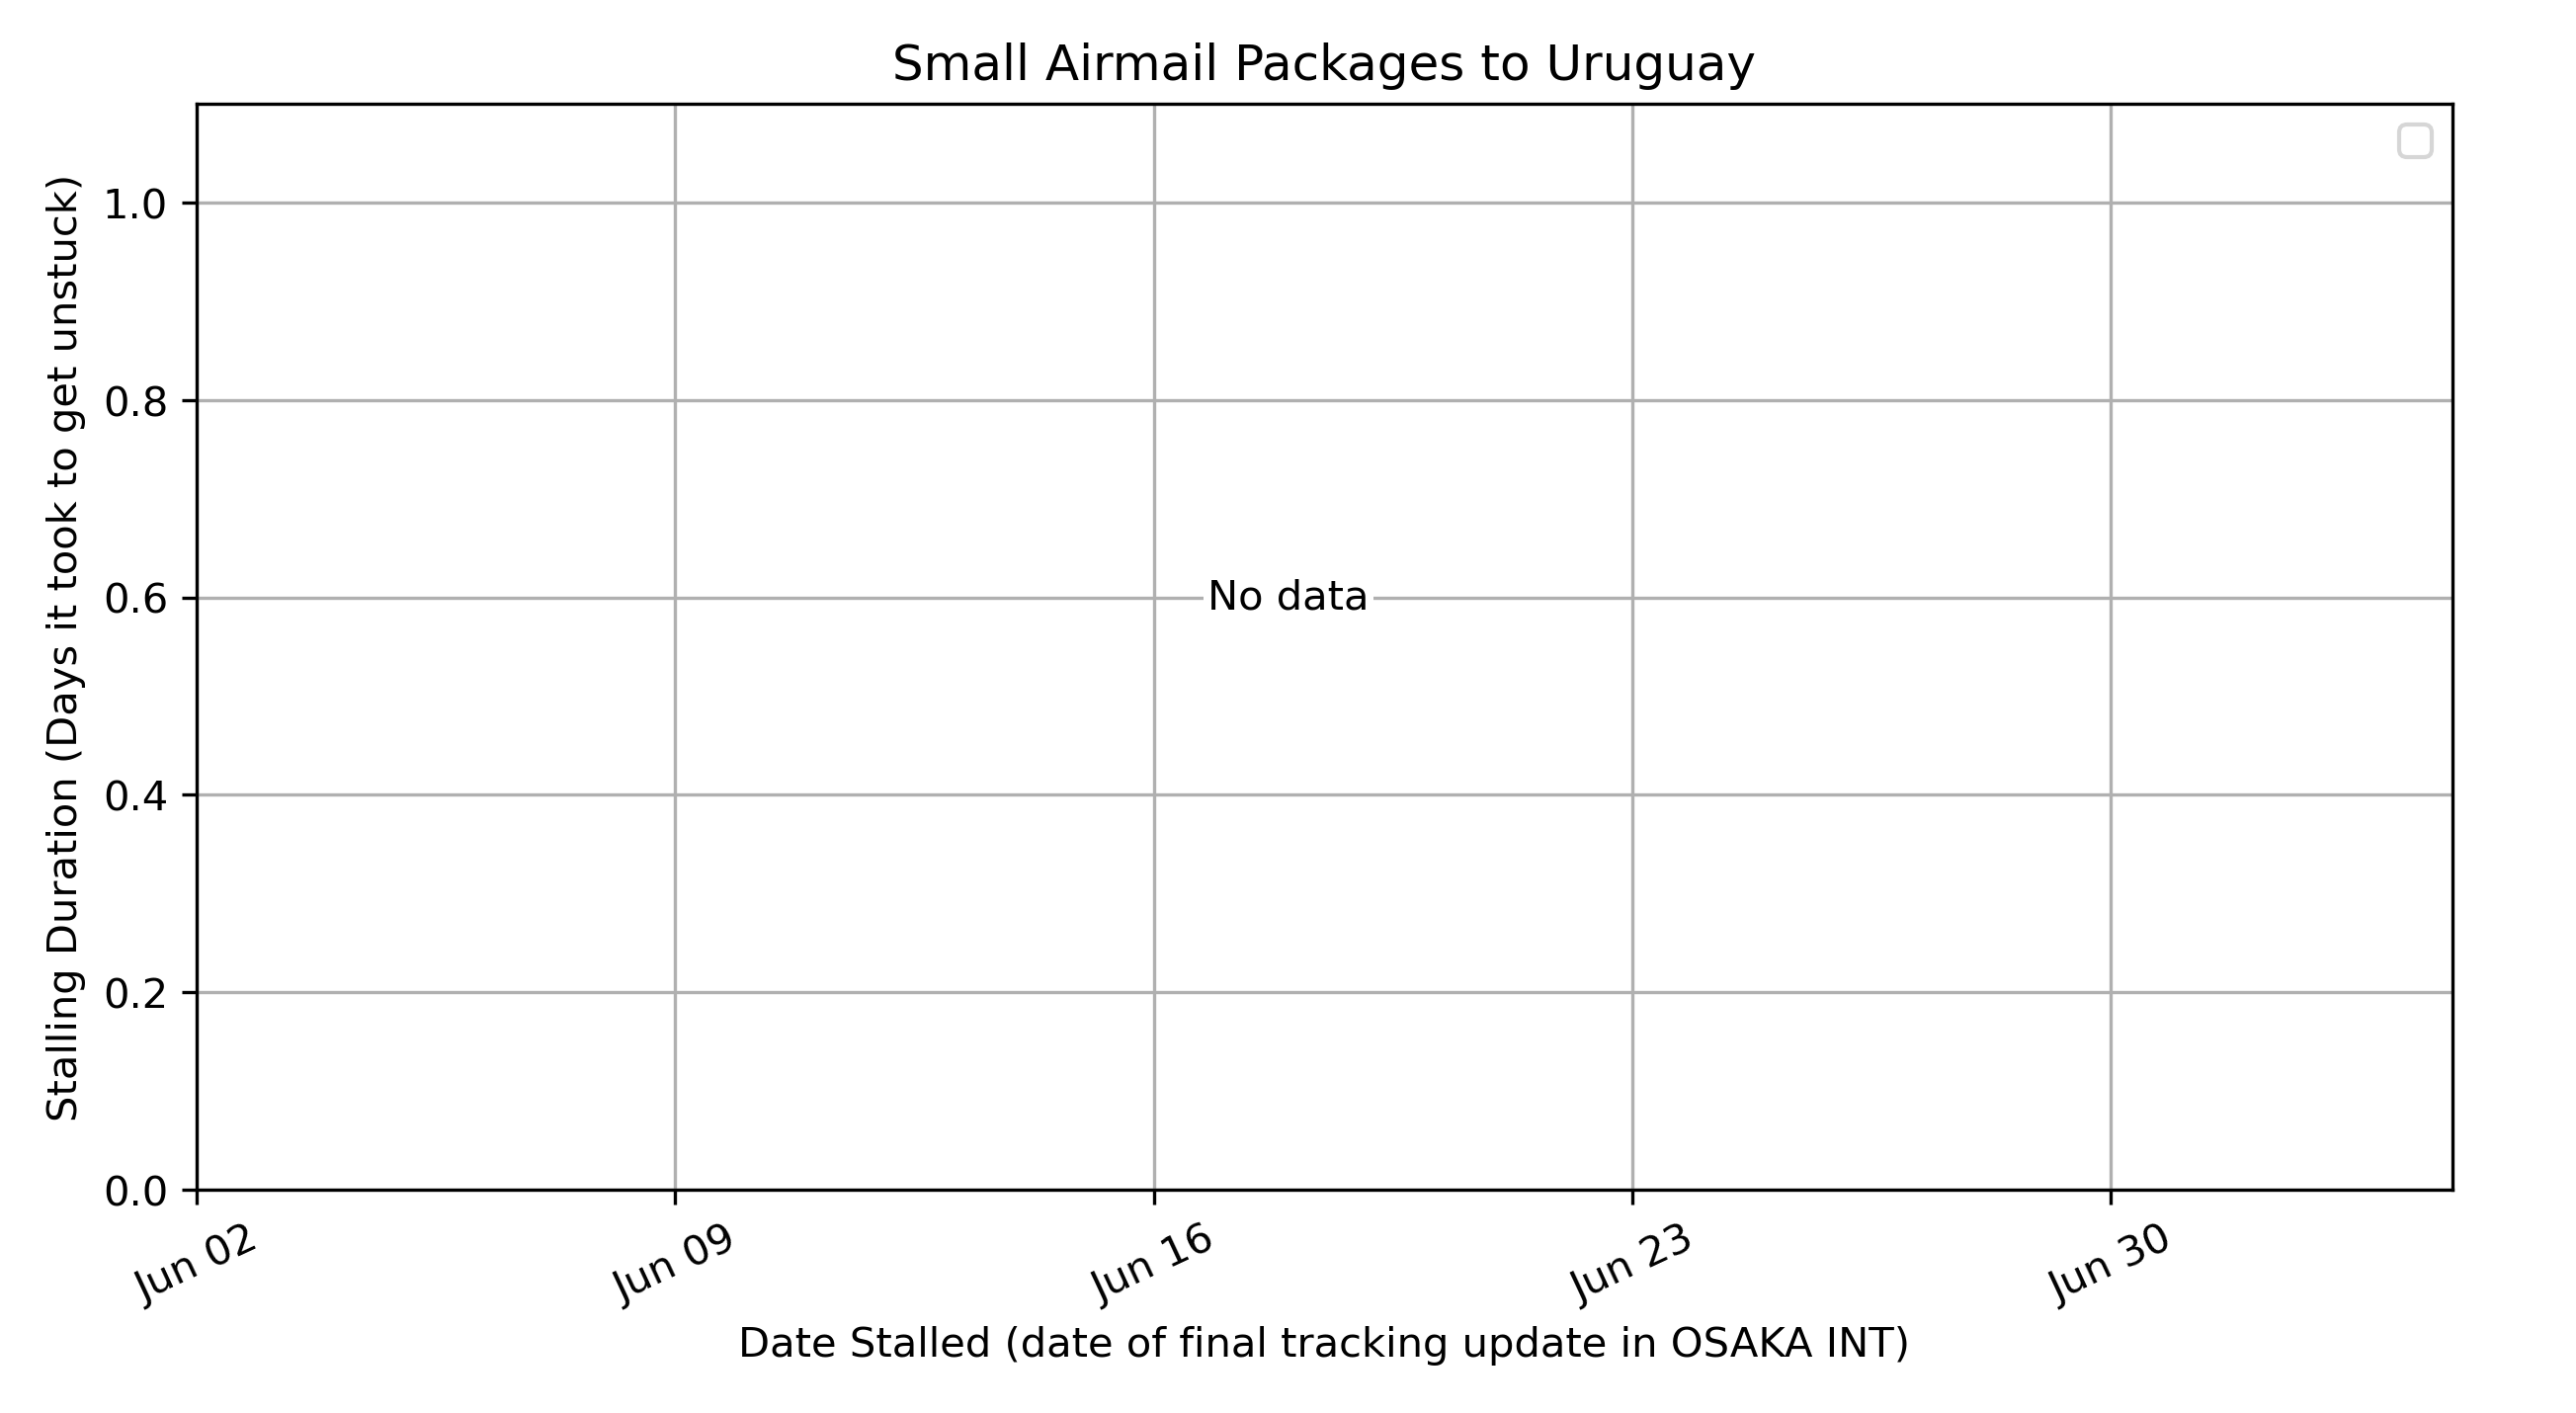 Small Airmail Packages to Uruguay
Stalling Duration (Days it took to get unstuck)
1.0
0.8
0.6
0.4
0.2
0.0
No data
Jun 02
Jun 09
Jun 16
Jun 23
Jun 30
Date Stalled (date of final tracking update in OSAKA INT)